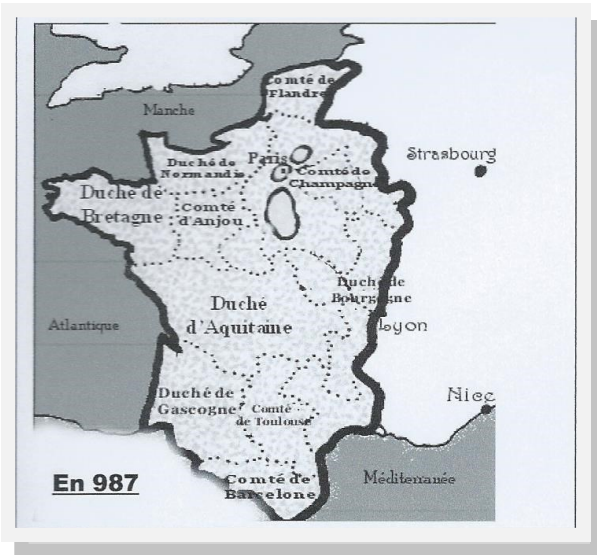 Comté de
Flandre
Manche
Duché de
Normandie
Paris
Comté de
Champagne
Strasbourg
Duché de
Bretagne
Comté
d'Anjou
Duché de
Bourgogne
Duché
d'Aquitaine
Atlantique
Lyon
Duché de
Gascogne
Comté
de Toulouse
Nice
Comté de
Barcelone
Méditerranée
En 987